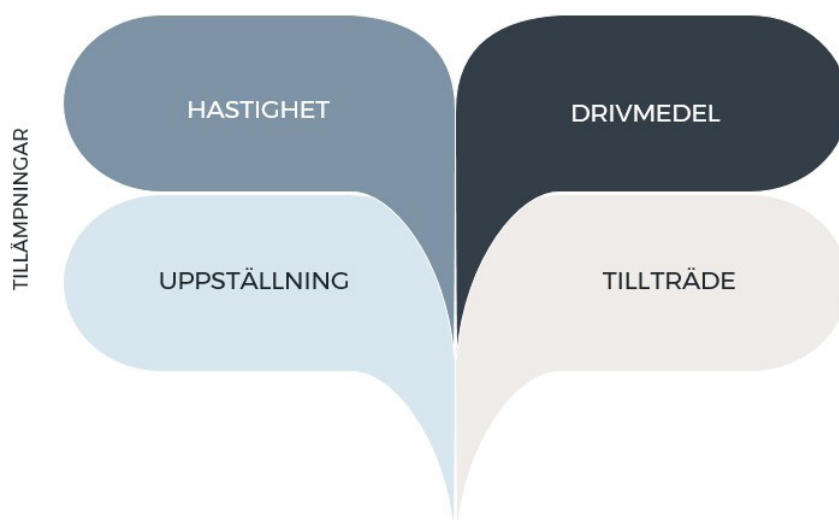 TILLÄMPNINGAR
HASTIGHET
DRIVMEDEL
UPPSTÄLLNING
TILLTRÄDE